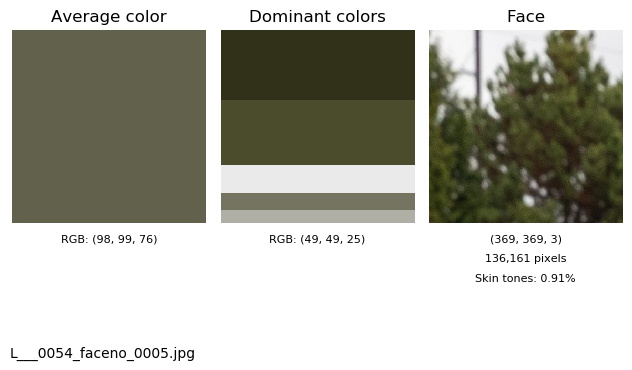 Average color
Dominant colors
Face
RGB: (98, 99, 76)
RGB: (49, 49, 25)
(369, 369, 3)
136,161 pixels
Skin tones: 0.91%
L___0054_faceno_0005.jpg